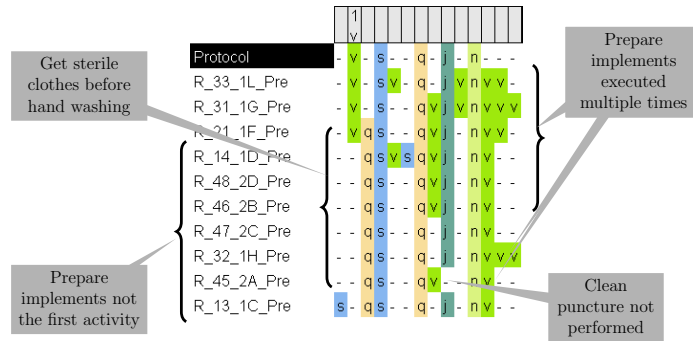 1
v
Protocol - v - s - - q - j - n - - -
R_33_1L_Pre - v - s v - q - j v n v v -
R_31_1G_Pre - v - s - - q v j v n v v v
R_21_1F_Pre - v q s - - q v j - n v v -
R_14_1D_Pre - - q s v s q v j - n v - -
R_48_2D_Pre - - q s - - q v j - n v - -
R_46_2B_Pre - - q s - - q v j - n v - -
R_47_2C_Pre - - q s - - q - j - n v - -
R_32_1H_Pre - - q s - - q - j - n v v v
R_45_2A_Pre - - q s - - q v - - n v - -
R_13_1C_Pre s - q s - - q - j - n v - -
Get sterile
clothes before
hand washing
Prepare
implements
executed
multiple times
Prepare
implements not
the first activity
Clean
puncture not
performed